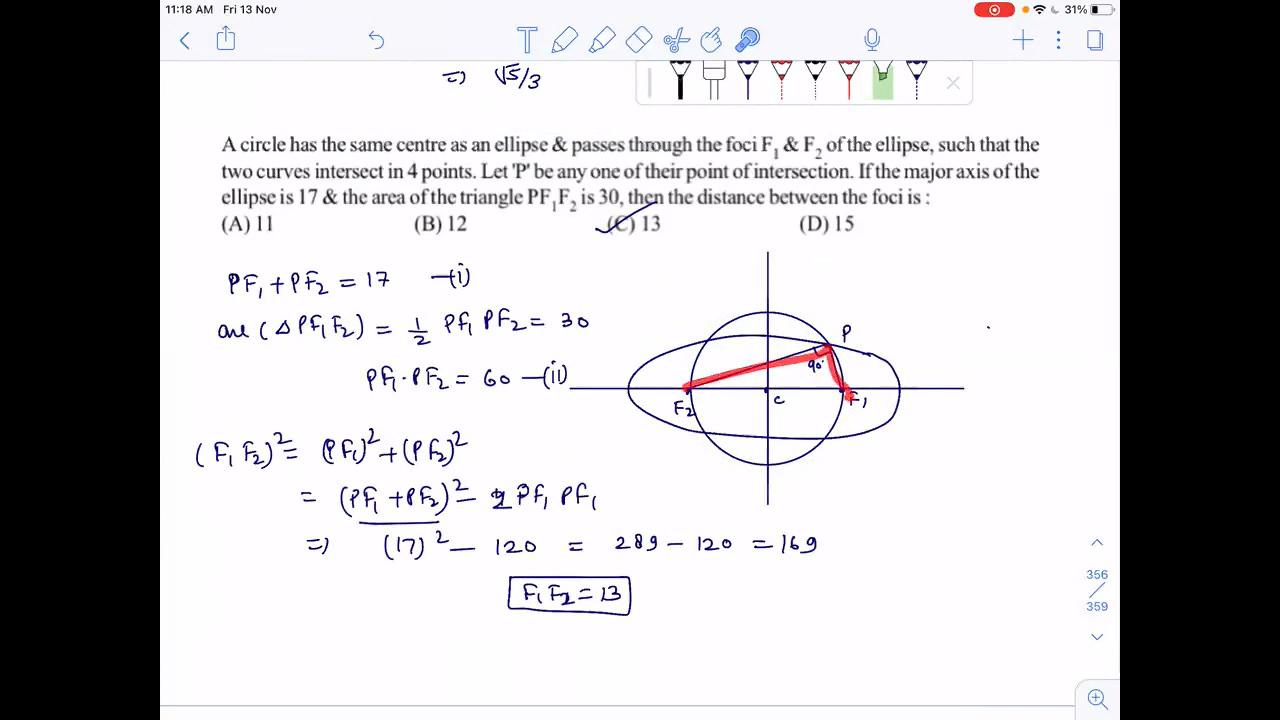 11:18 AM Fri 13 Nov
31%
=) √5/3
A circle has the same centre as an ellipse & passes through the foci F₁ & F₂ of the ellipse, such that the
two curves intersect in 4 points. Let 'P' be any one of their point of intersection. If the major axis of the
ellipse is 17 & the area of the triangle PF₁F₂ is 30, then the distance between the foci is :
(A) 11 (B) 12 (C) 13 (D) 15
PF₁ + PF₂ = 17 —(i)
are (△ PF₁F₂) = 1/2 PF₁ PF₂ = 30
PF₁ · PF₂ = 60 —(ii)
(F₁F₂)² = (PF₁)² + (PF₂)²
= (PF₁ + PF₂)² — 2 PF₁ PF₁
=) (17)² — 120 = 289 — 120 = 169
F₁F₂ = 13
P
90°
F₂
C
F₁
356
359